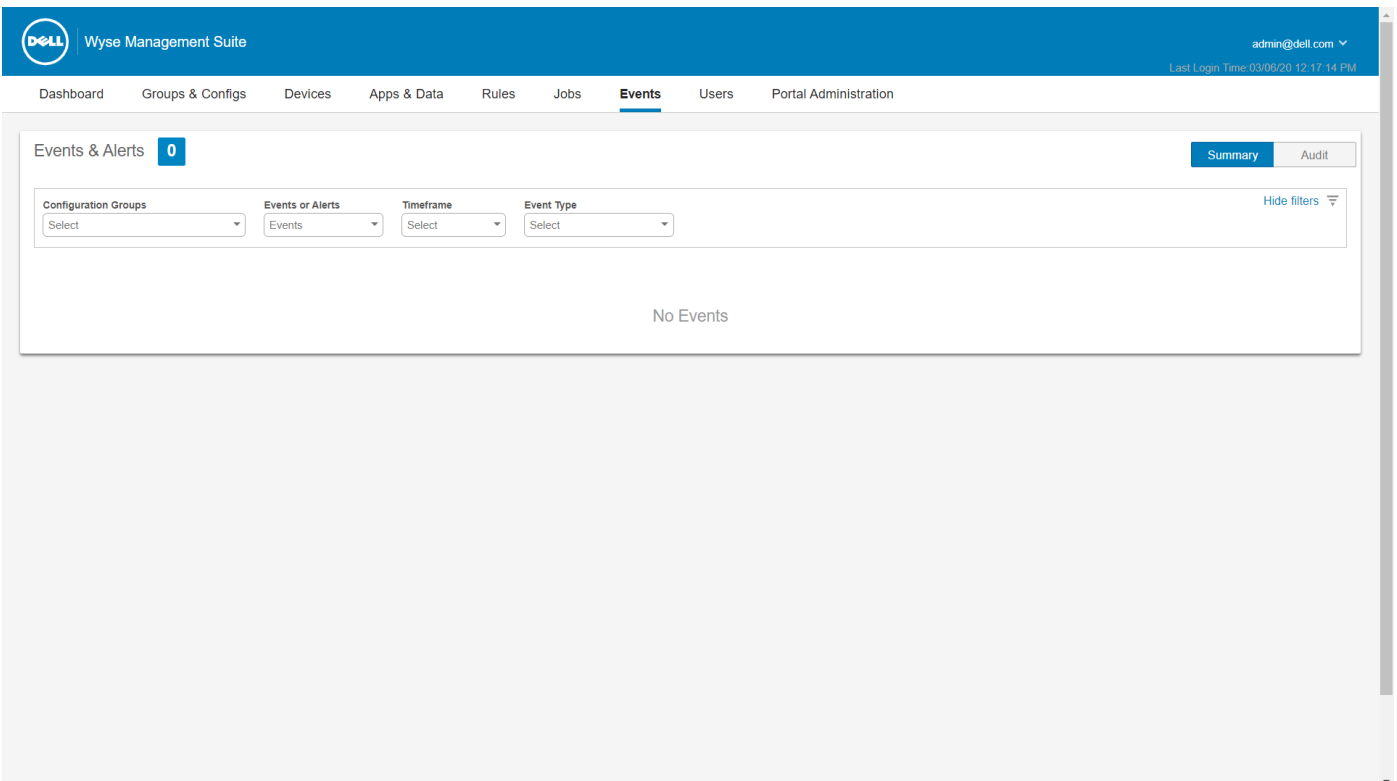 DELL Wyse Management Suite
admin@dell.com
Last Login Time:03/06/20 12:17:14 PM
Dashboard Groups & Configs Devices Apps & Data Rules Jobs Events Users Portal Administration
Events & Alerts 0
Summary Audit
Configuration Groups Events or Alerts Timeframe Event Type
Hide filters
Select Events Select Select
No Events